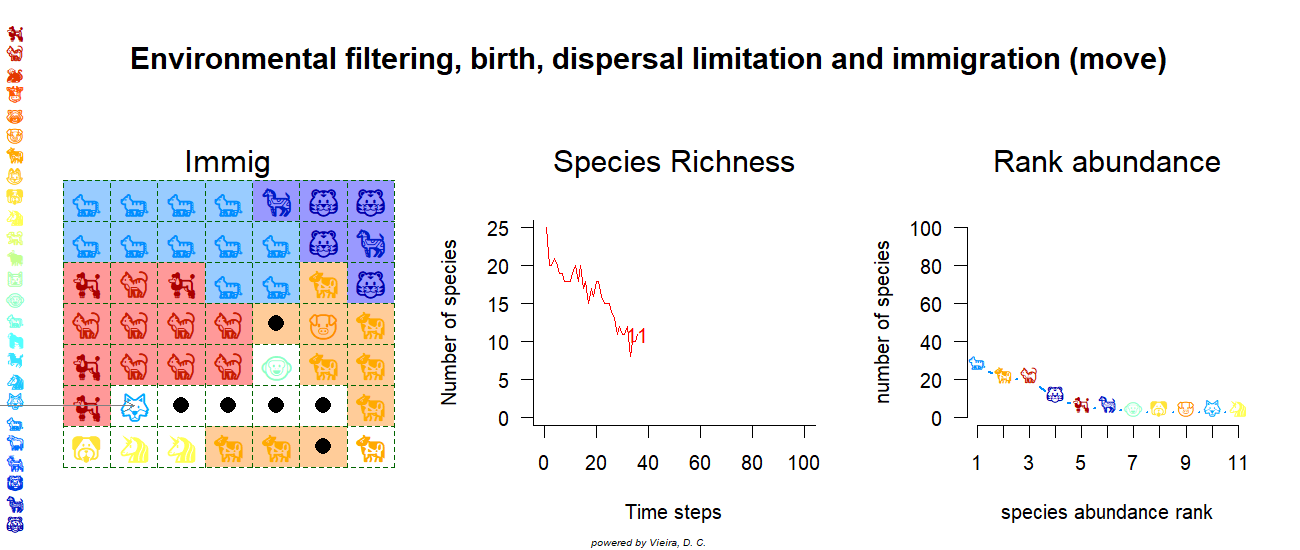 Environmental filtering, birth, dispersal limitation and immigration (move)
Immig
Species Richness
Rank abundance
Number of species
25
20
15
10
5
0
11
0 20 40 60 80 100
Time steps
number of species
100
80
60
40
20
0
1 3 5 7 9 11
species abundance rank
powered by Vieira, D. C.